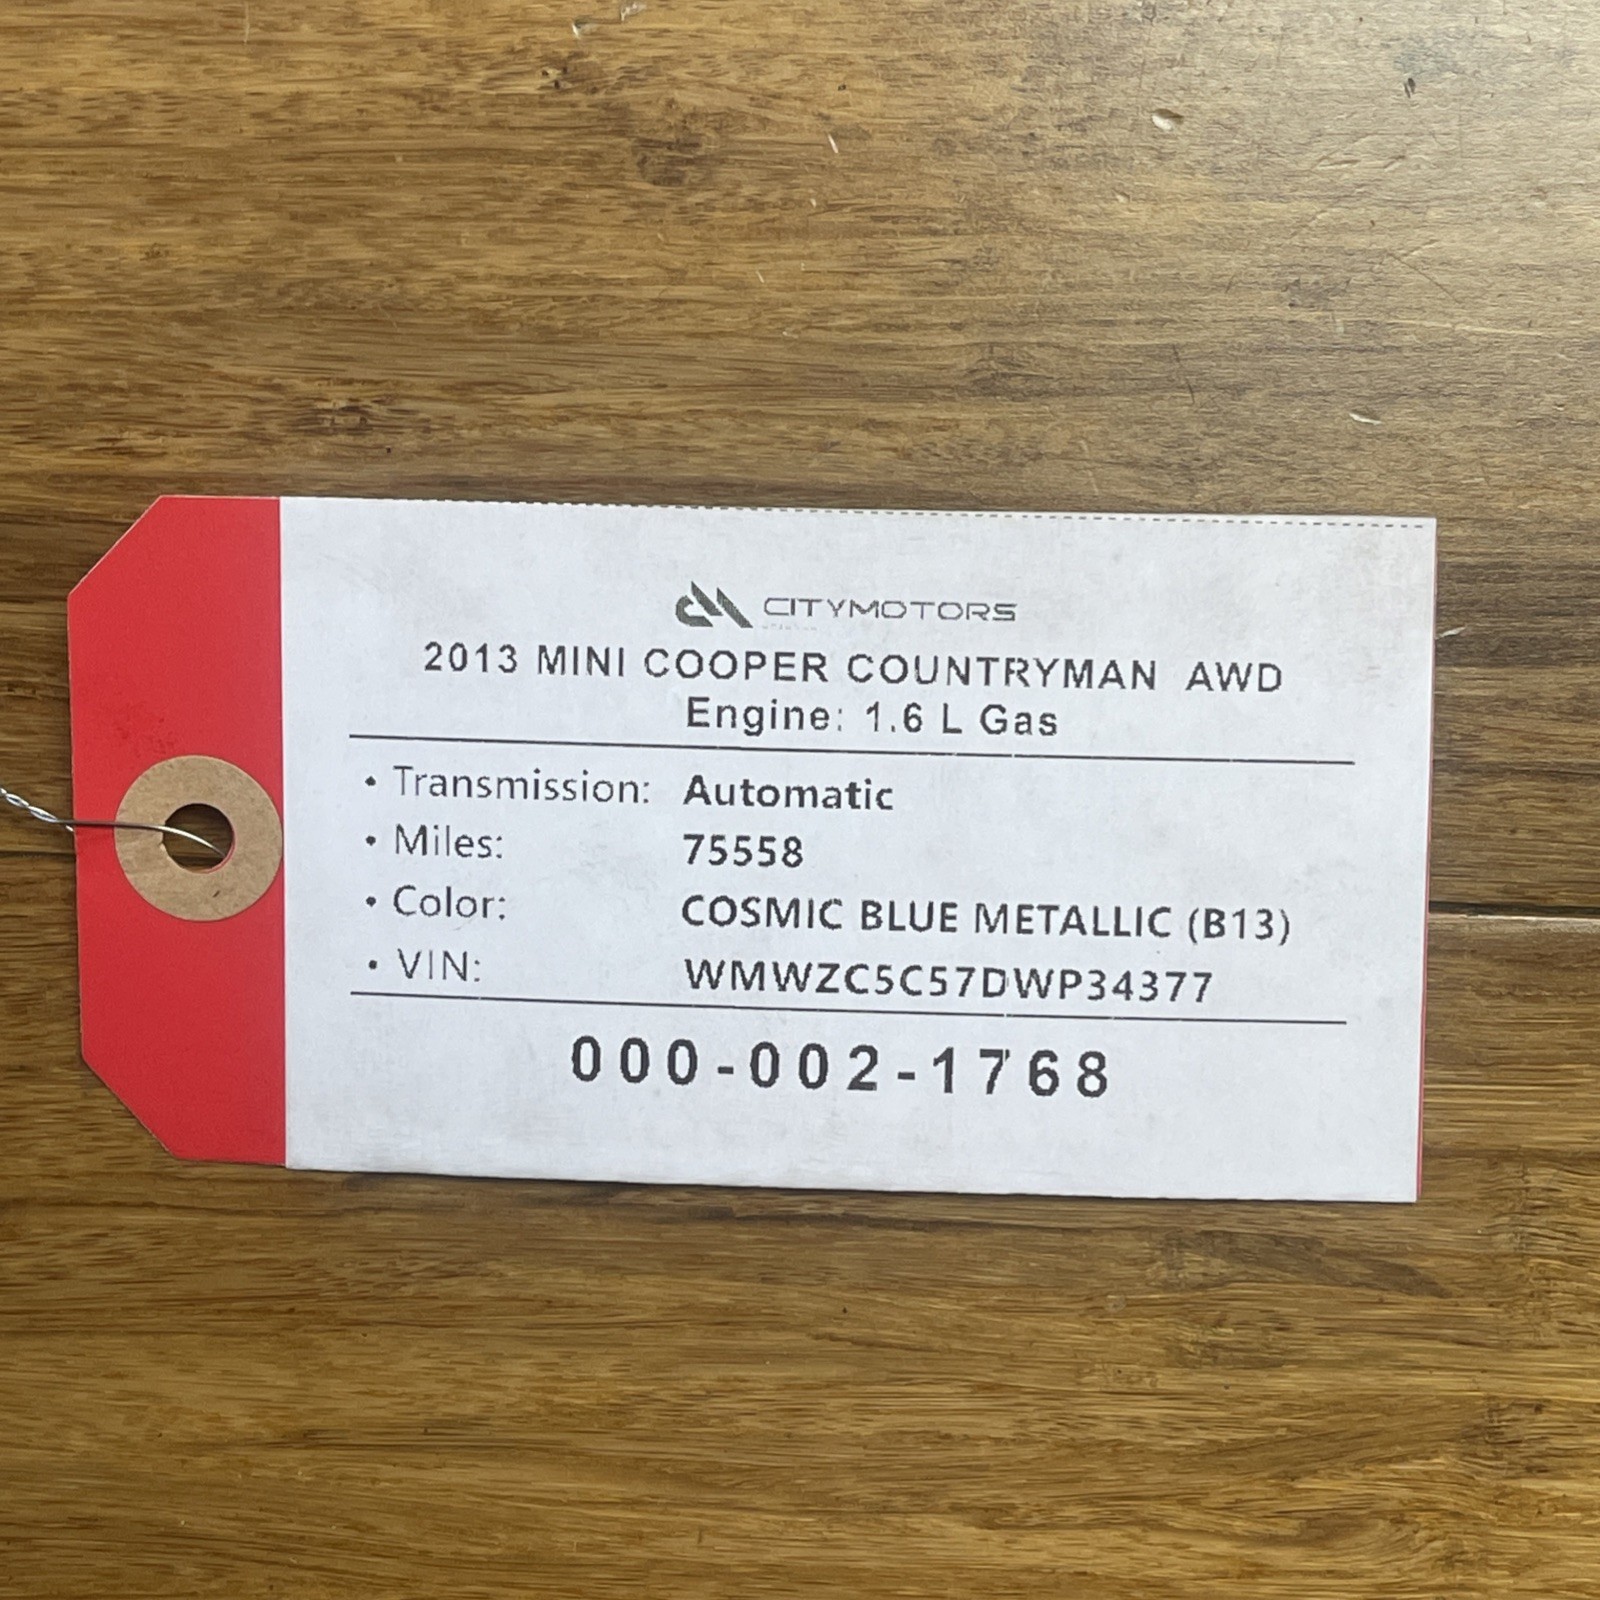 CITYMOTORS
2013 MINI COOPER COUNTRYMAN AWD
Engine: 1.6 L Gas
• Transmission: Automatic
• Miles: 75558
• Color: COSMIC BLUE METALLIC (B13)
• VIN: WMWZC5C57DWP34377
000-002-1768